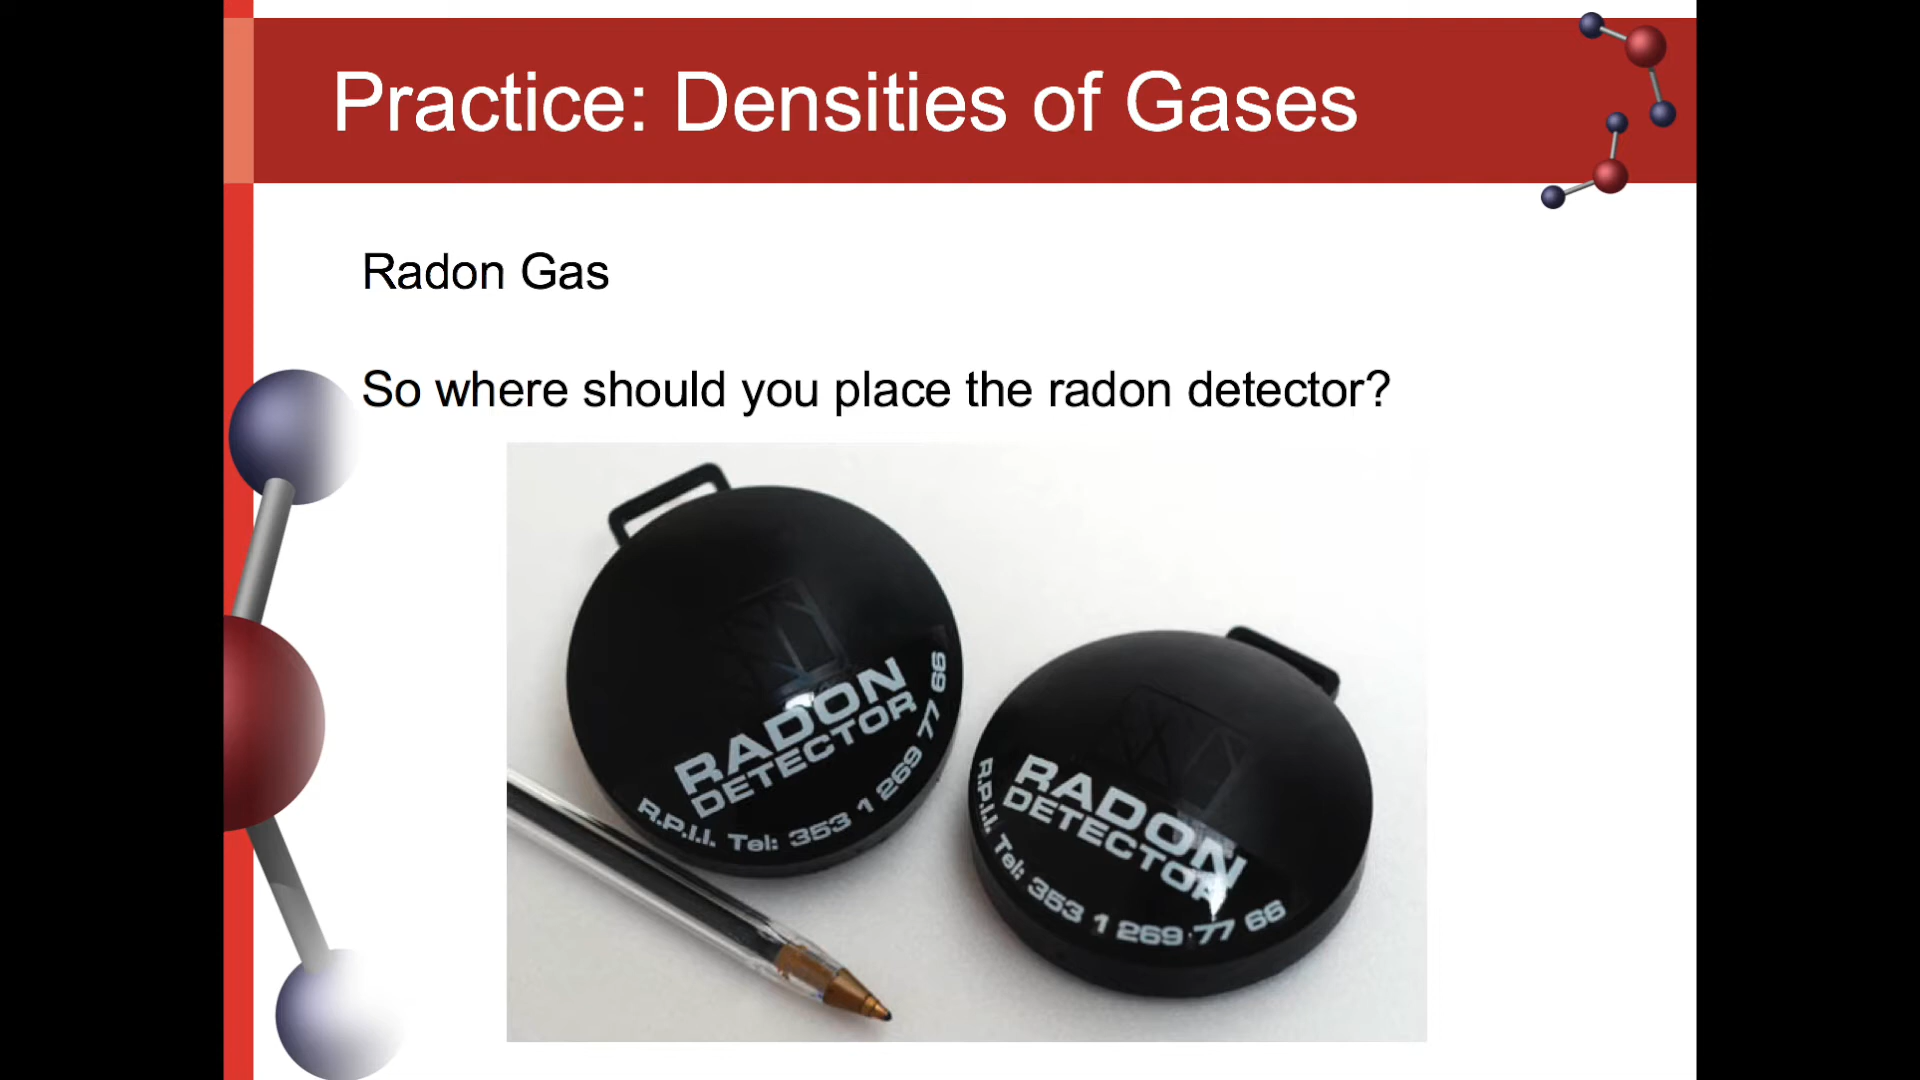 Practice: Densities of Gases
Radon Gas
So where should you place the radon detector?
RADON
DETECTOR
R.P.I.I. Tel: 353 1 269 77 66
RADON
DETECTOR
R.P.I.I. Tel: 353 1 269 77 66